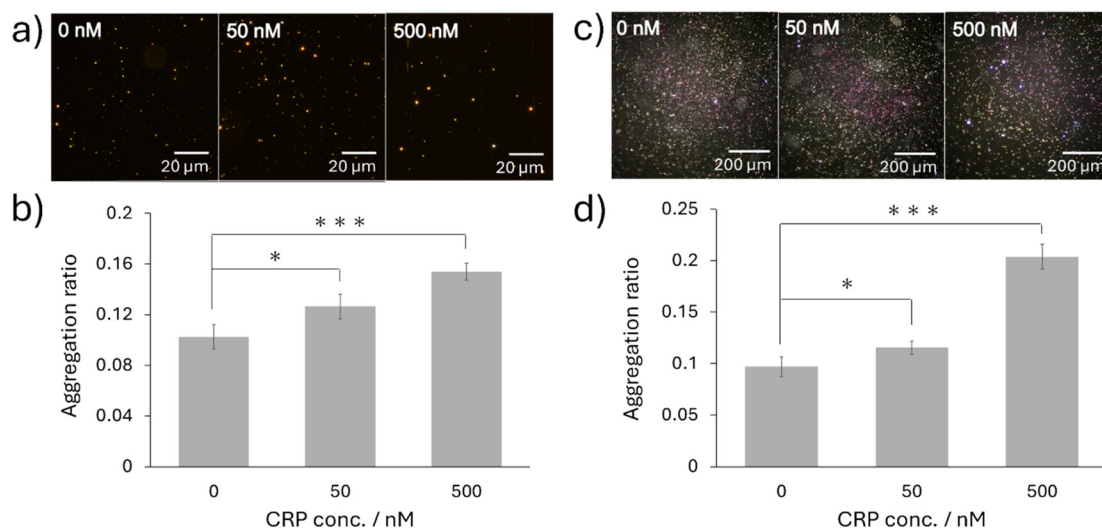 a)
0 nM
50 nM
500 nM
20 µm
20 µm
20 µm
b)
Aggregation ratio
0.2
0.16
0.12
0.08
0.04
0
***
*
0
50
500
CRP conc. / nM
c)
0 nM
50 nM
500 nM
200 µm
200 µm
200 µm
d)
Aggregation ratio
0.25
0.2
0.15
0.1
0.05
0
***
*
0
50
500
CRP conc. / nM